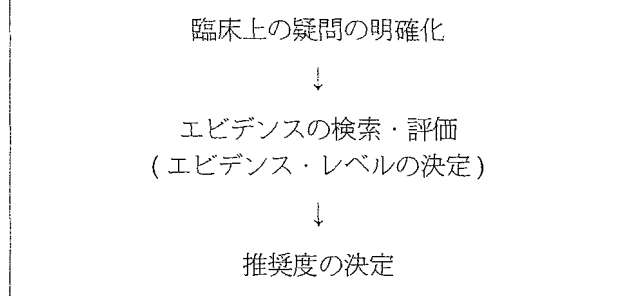 臨床上の疑問の明確化
↓
エビデンスの検索・評価
(エビデンス・レベルの決定)
↓
推奨度の決定